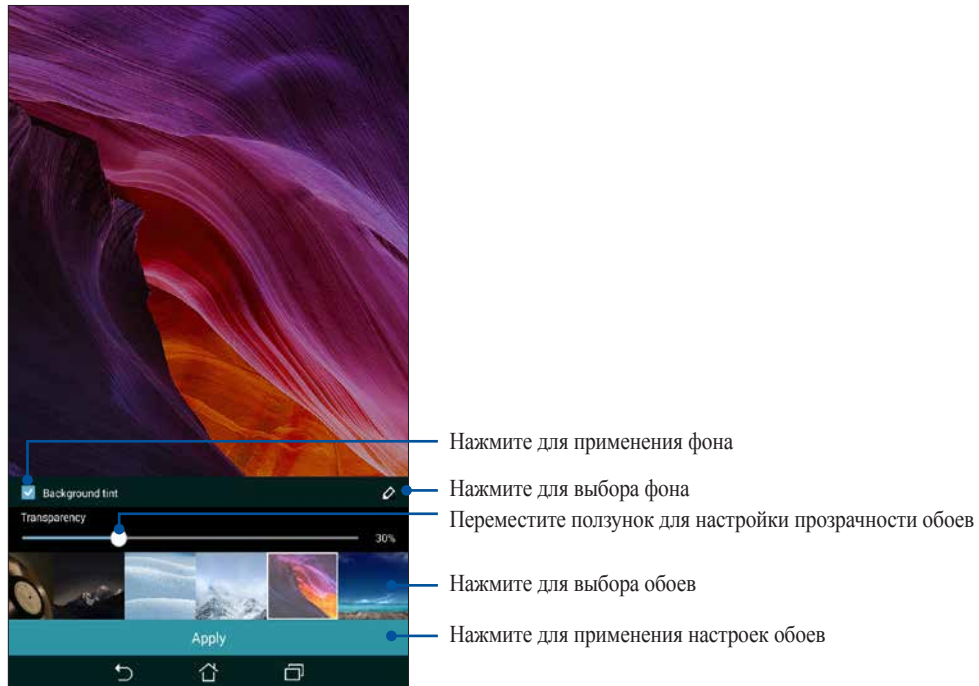 Нажмите для применения фона
Background tint
Нажмите для выбора фона
Transparency
Переместите ползунок для настройки прозрачности обоев
30%
Нажмите для выбора обоев
Apply
Нажмите для применения настроек обоев